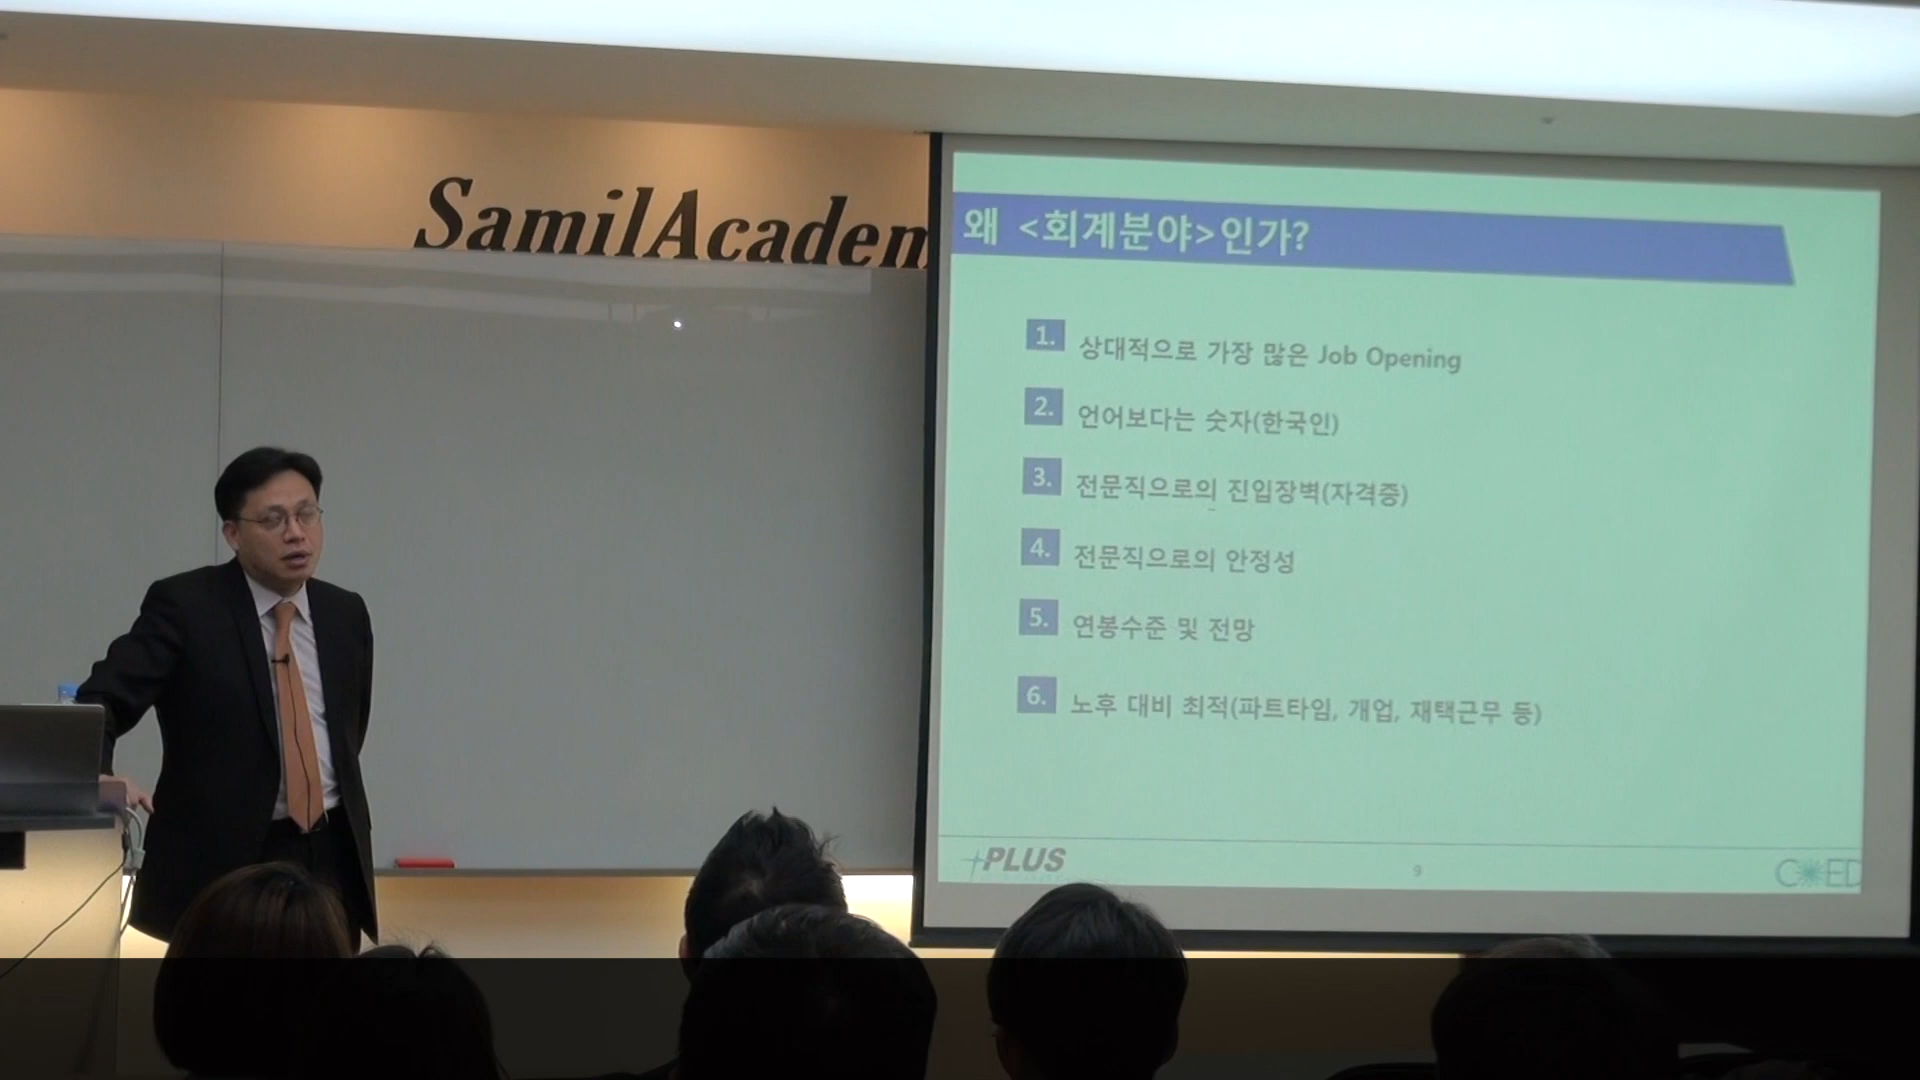 SamilAcadem
왜 <회계분야>인가?
1. 상대적으로 가장 많은 Job Opening
2. 언어보다는 숫자(한국인)
3. 전문직으로의 진입장벽(자격증)
4. 전문직으로의 안정성
5. 연봉수준 및 전망
6. 노후 대비 최적(파트타임, 개업, 재택근무 등)
PLUS
9